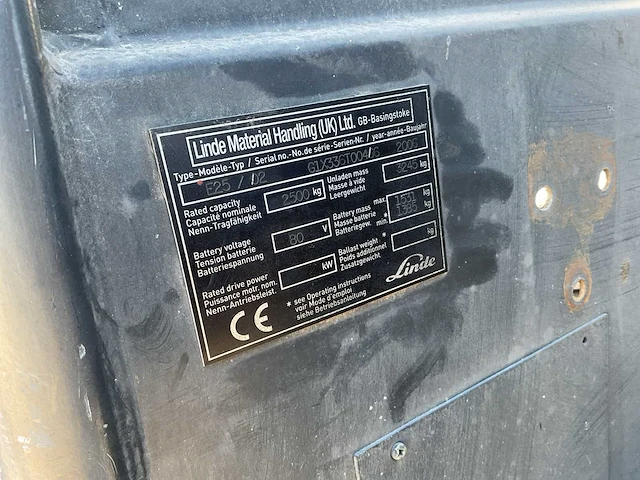 Linde Material Handling (UK) Ltd. GB-Basingstoke
Type-Modèle-Typ / Serial no.-No. de série-Serien-Nr. / year-année-Baujahr
E25 / 02 G1X336T00466 2006
Rated capacity
Capacité nominale
Nenn-Tragfähigkeit
2500 kg
Unladen mass
Masse à vide
Leergewicht
3245 kg
Battery voltage
Tension batterie
Batteriespannung
80 V
Battery mass max.
Masse batterie *
Batteriegew. min.
1531 kg
1385 kg
Rated drive power
Puissance motr. nom.
Nenn-Antriebsleist.
kW
Ballast weight *
Poids additionnel
Zusatzgewicht
kg
* see Operating instructions
voir Mode d'emploi
siehe Betriebsanleitung
CE
Linde